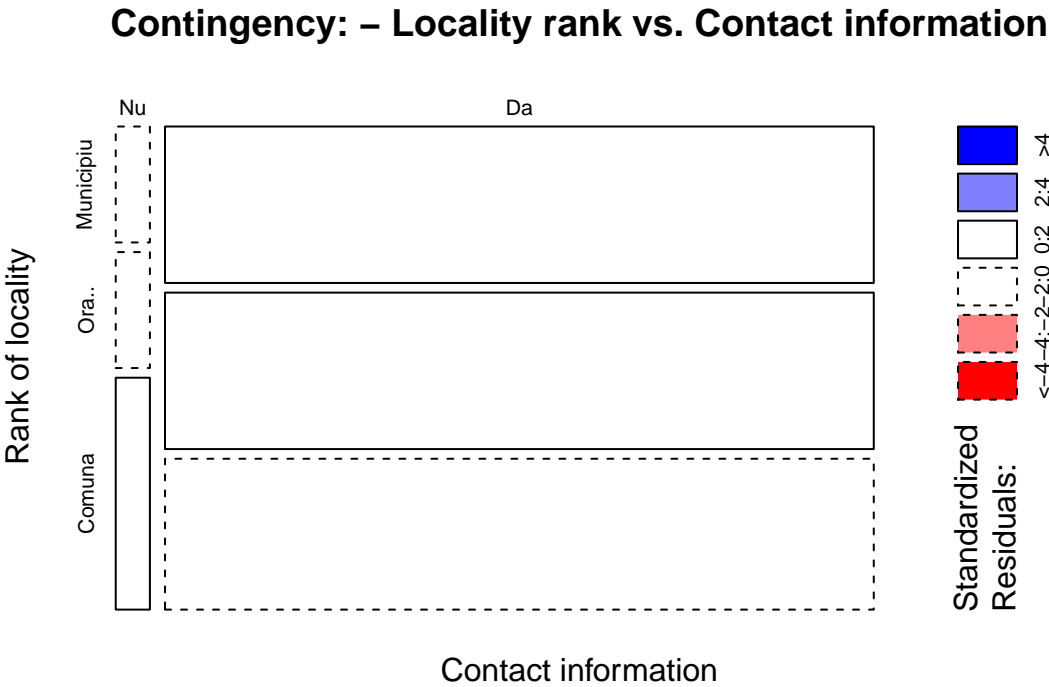 Contingency: – Locality rank vs. Contact information
Nu
Da
Municipiu
Ora..
Comuna
Rank of locality
Contact information
Standardized
Residuals:
<−4
−4:−2
−2:0
0:2
2:4
>4